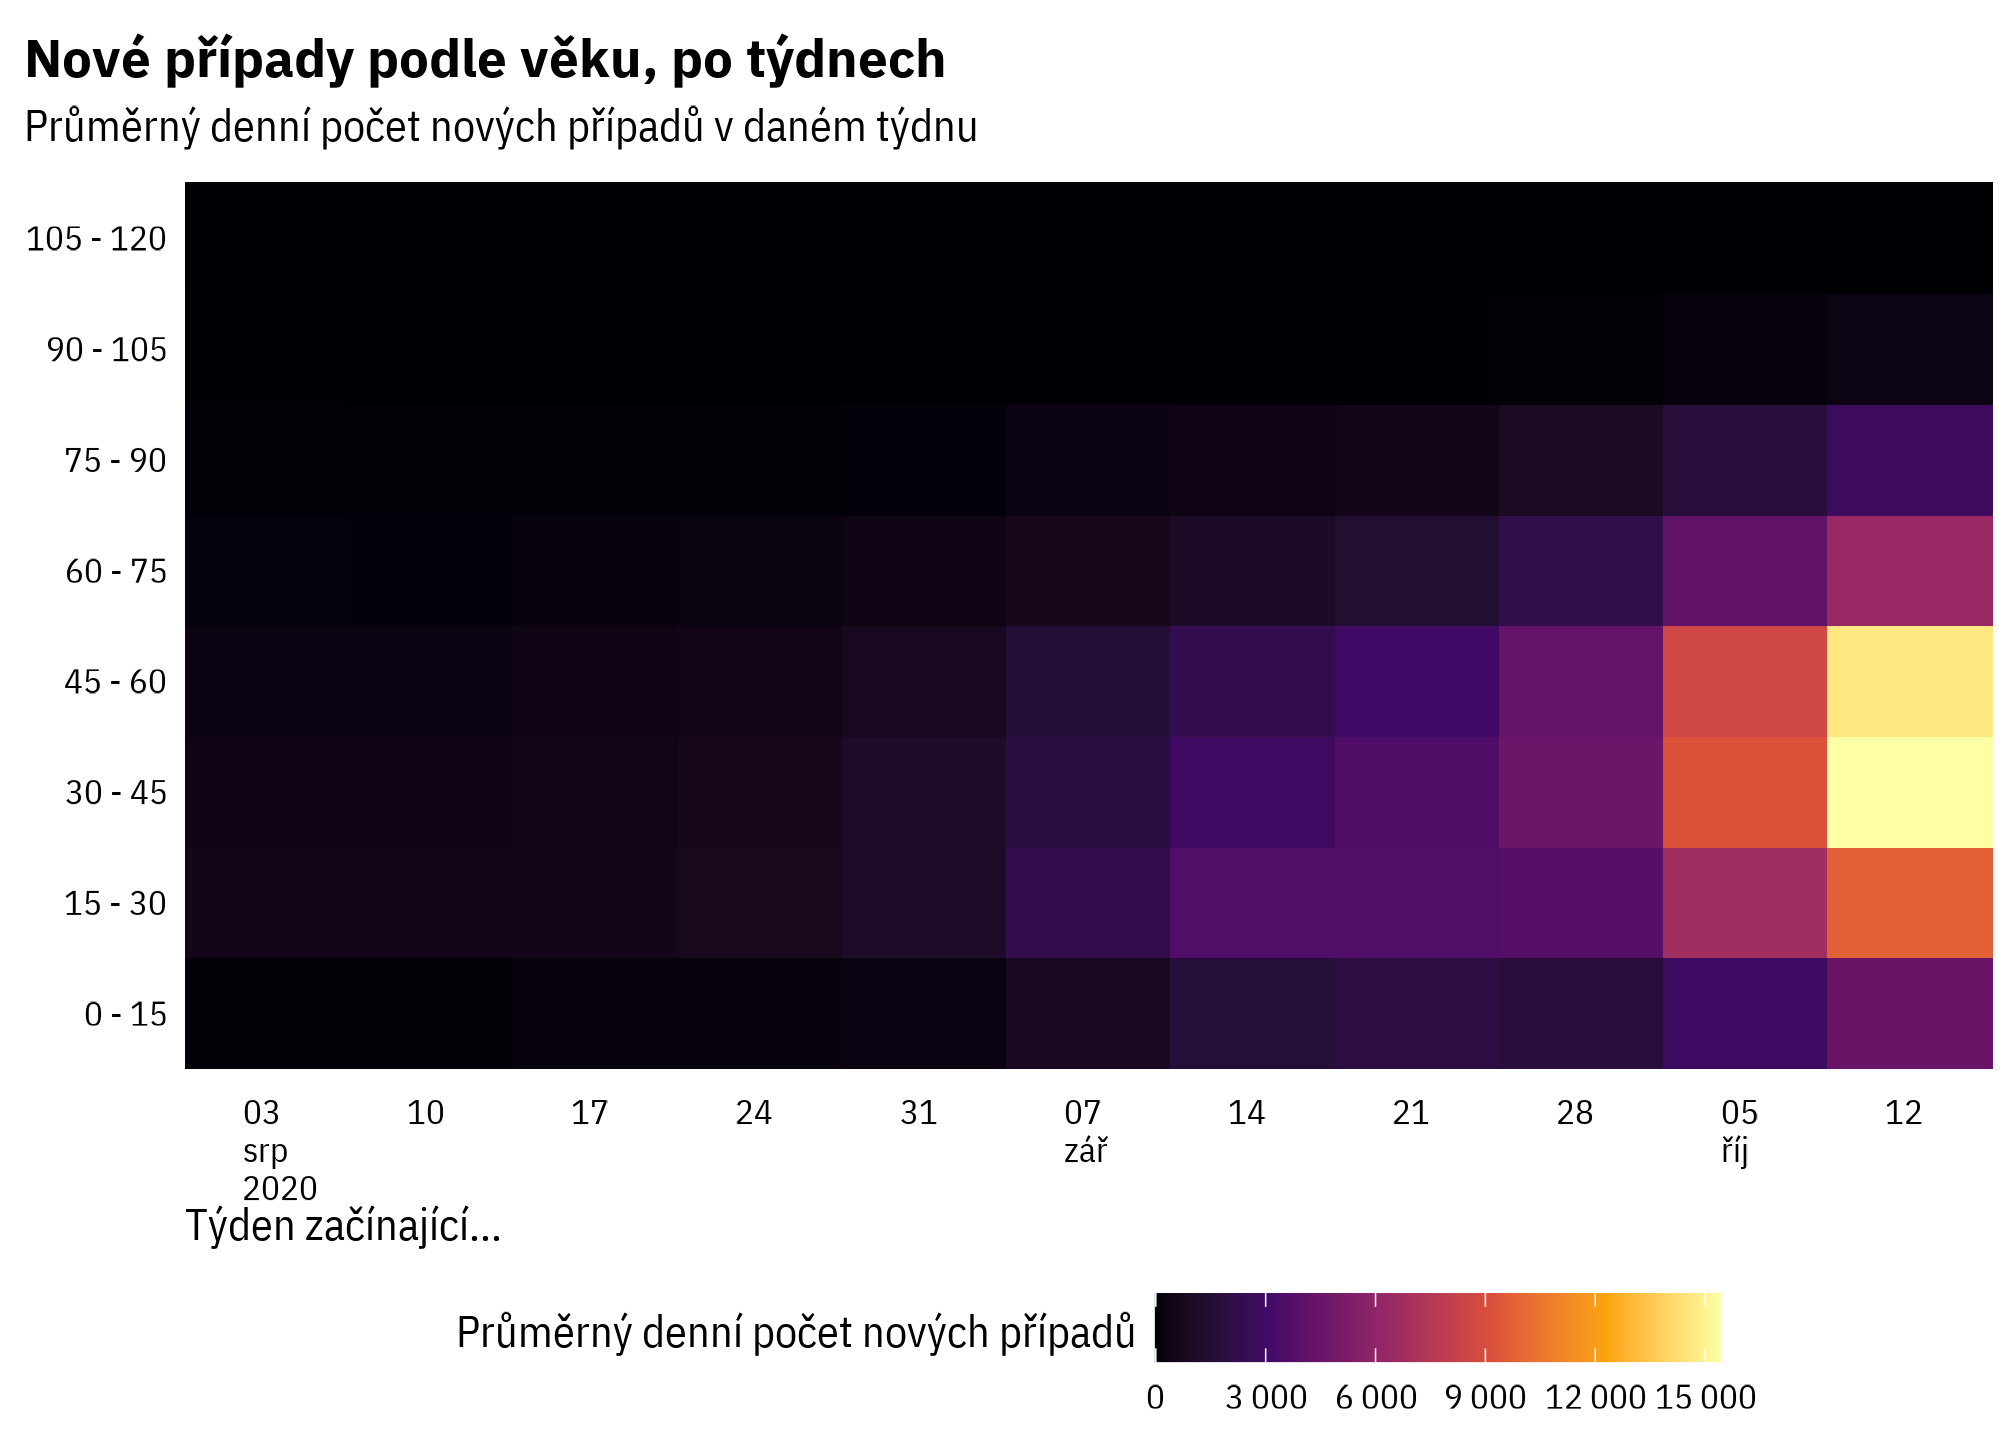 Nové případy podle věku, po týdnech
Průměrný denní počet nových případů v daném týdnu
105 - 120
90 - 105
75 - 90
60 - 75
45 - 60
30 - 45
15 - 30
0 - 15
03 10 17 24 31 07 14 21 28 05 12
srp zář říj
2020
Týden začínající...
Průměrný denní počet nových případů
0 3 000 6 000 9 000 12 000 15 000